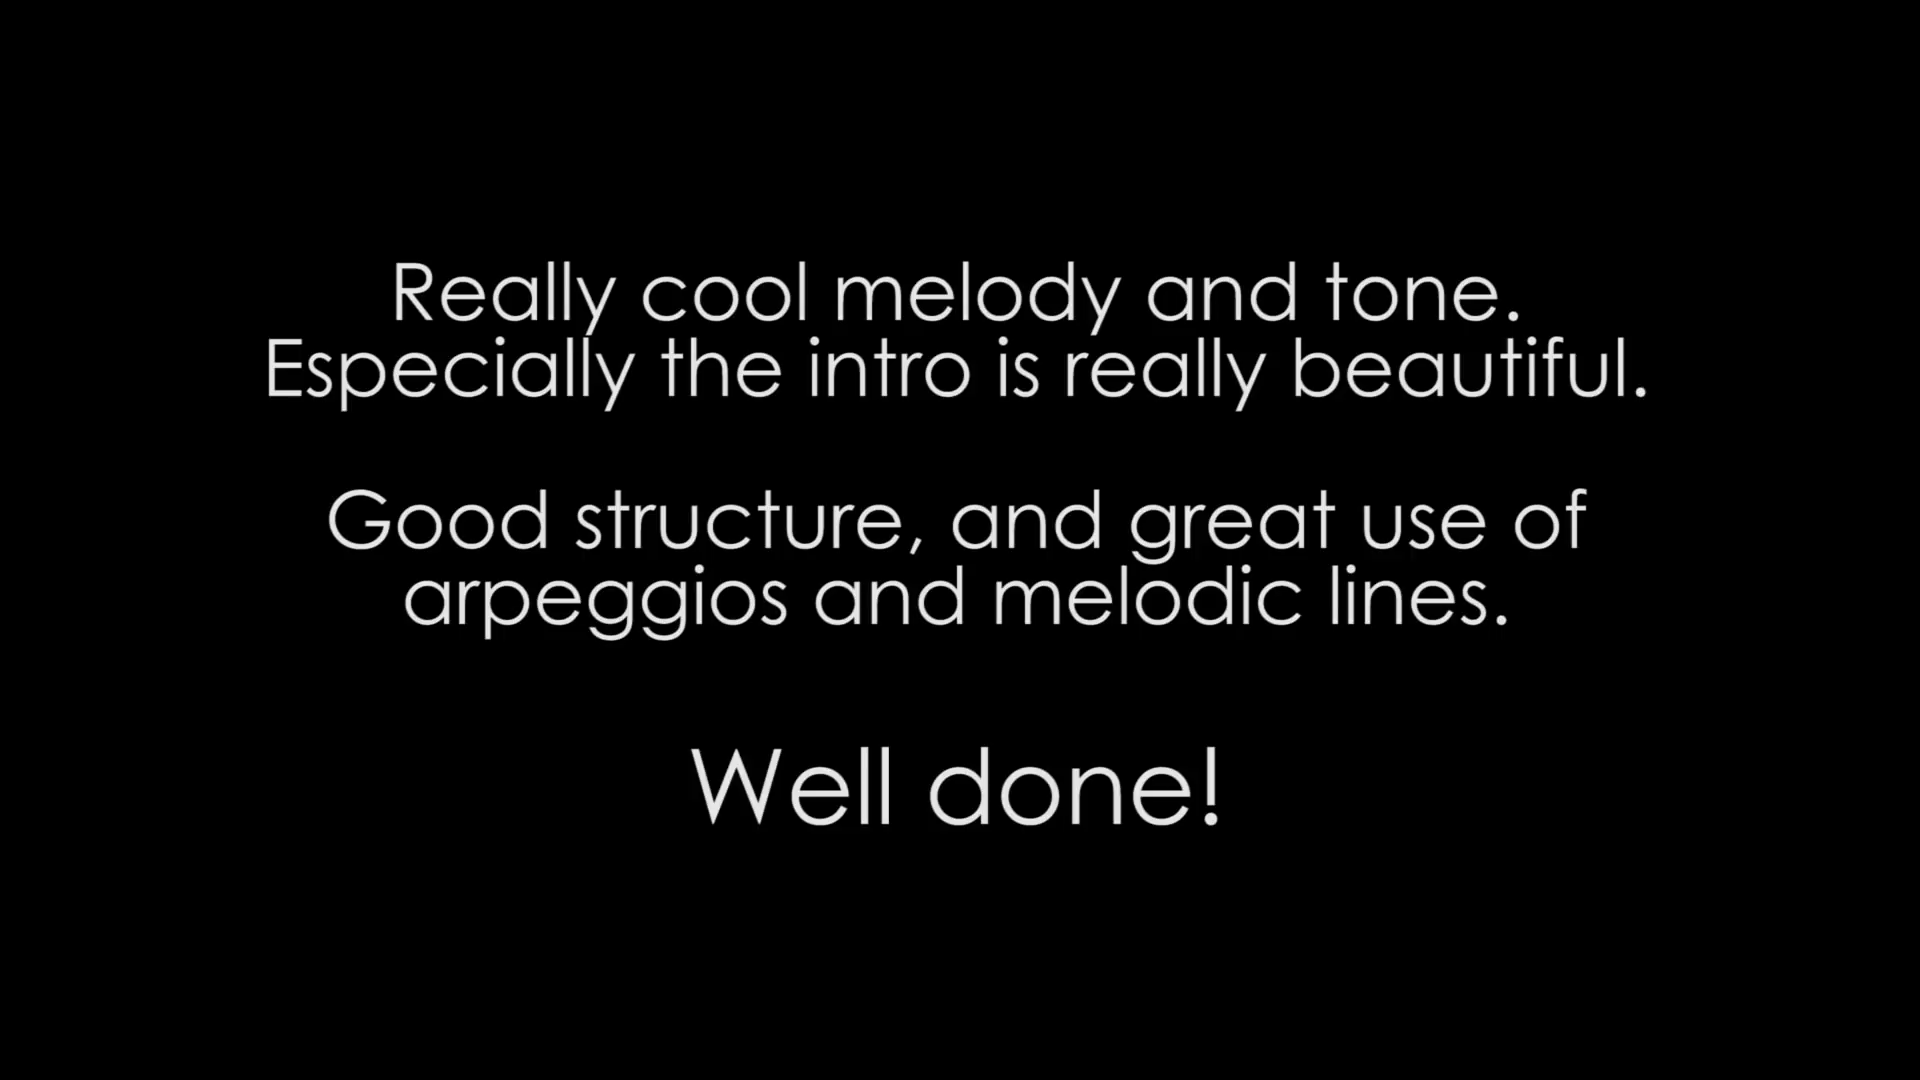 Really cool melody and tone.
Especially the intro is really beautiful.
Good structure, and great use of
arpeggios and melodic lines.
Well done!